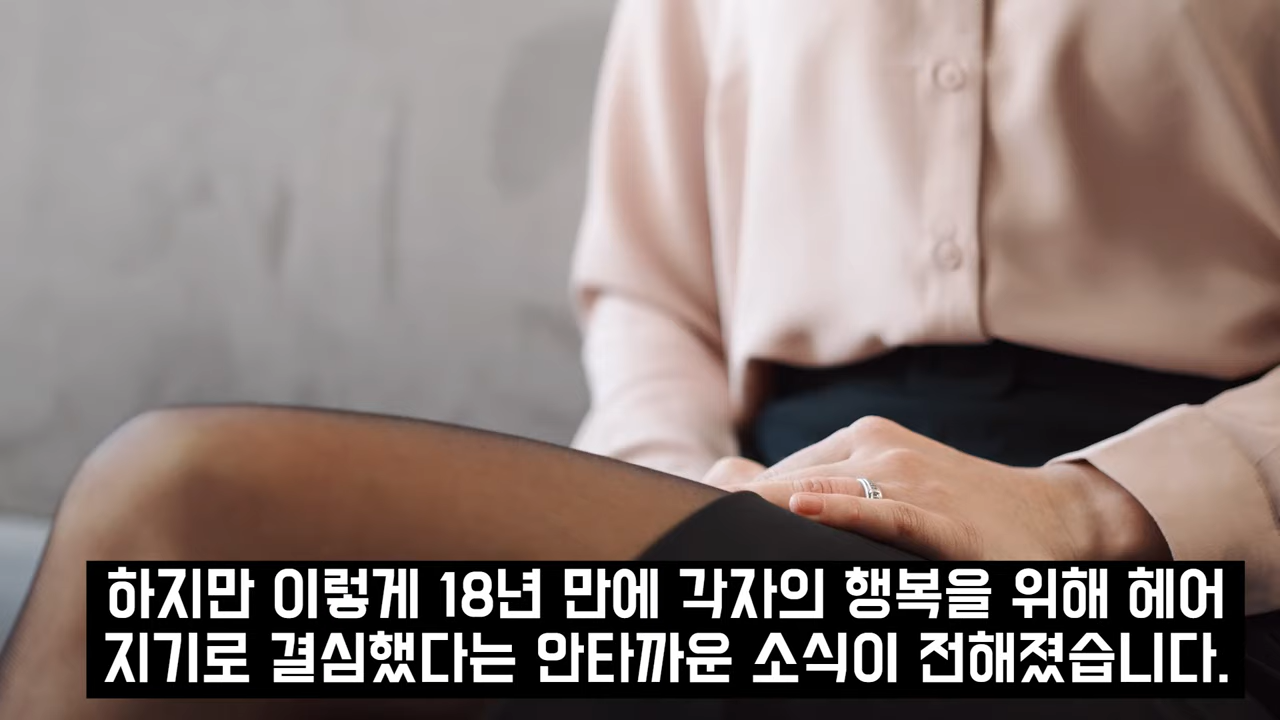 하지만 이렇게 18년 만에 각자의 행복을 위해 헤어
지기로 결심했다는 안타까운 소식이 전해졌습니다.